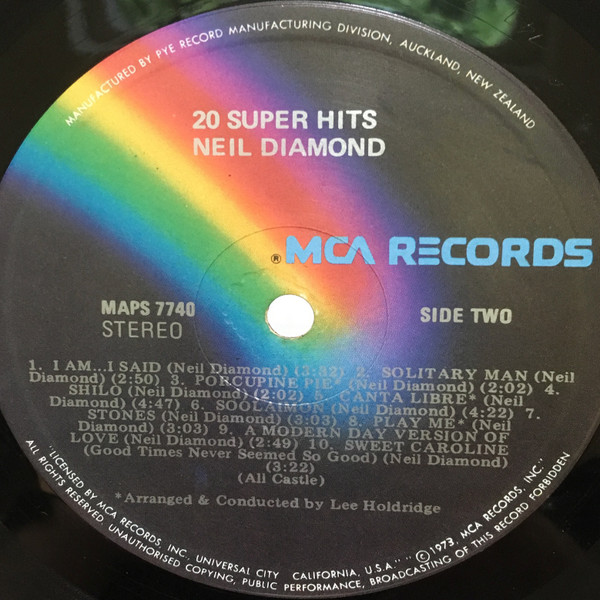 MANUFACTURED BY PYE RECORD MANUFACTURING DIVISION, AUCKLAND, NEW ZEALAND
20 SUPER HITS
NEIL DIAMOND
® MCA RECORDS
MAPS 7740
STEREO
SIDE TWO
1. I AM...I SAID (Neil Diamond) (3:32) 2. SOLITARY MAN (Neil
Diamond) (2:50) 3. PORCUPINE PIE* (Neil Diamond) (2:02) 4.
SHILO (Neil Diamond) (2:02) 5. CANTA LIBRE* (Neil
Diamond) (4:47) 6. SOOLAIMON (Neil Diamond) (4:22) 7.
STONES (Neil Diamond) (3:03) 8. PLAY ME* (Neil
Diamond) (3:03) 9. A MODERN DAY VERSION OF
LOVE (Neil Diamond) (2:49) 10. SWEET CAROLINE
(Good Times Never Seemed So Good) (Neil Diamond)
(3:22)
(Ali Castle)
*Arranged & Conducted by Lee Holdridge
"LICENSED BY MCA RECORDS, INC., UNIVERSAL CITY CALIFORNIA, U.S.A." "©1973, MCA RECORDS, INC."
ALL RIGHTS RESERVED. UNAUTHORISED COPYING, PUBLIC PERFORMANCE, BROADCASTING OF THIS RECORD FORBIDDEN